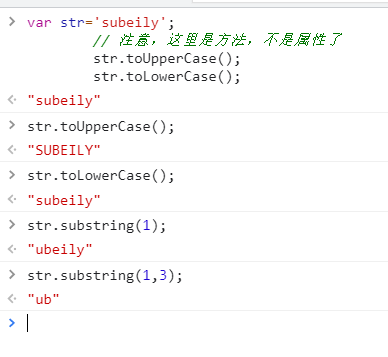 > var str='subeily';
// 注意，这里是方法，不是属性了
str.toUpperCase();
str.toLowerCase();
< "subeily"
> str.toUpperCase();
< "SUBEILY"
> str.toLowerCase();
< "subeily"
> str.substring(1);
< "ubeily"
> str.substring(1,3);
< "ub"
>